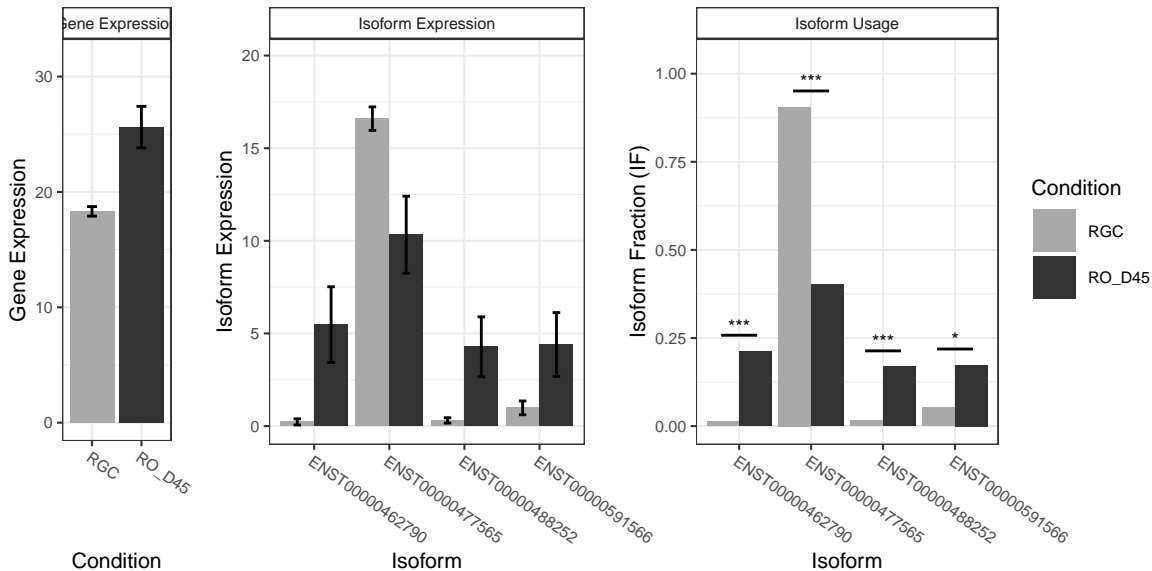 Gene Expression
Gene Expression
30
20
10
0
RGC
RO_D45
Condition
Isoform Expression
Isoform Expression
20
15
10
5
0
ENST00000462790
ENST00000477565
ENST00000488252
ENST00000591566
Isoform
Isoform Usage
Isoform Fraction (IF)
1.00
0.75
0.50
0.25
0.00
***
***
***
*
ENST00000462790
ENST00000477565
ENST00000488252
ENST00000591566
Isoform
Condition
RGC
RO_D45